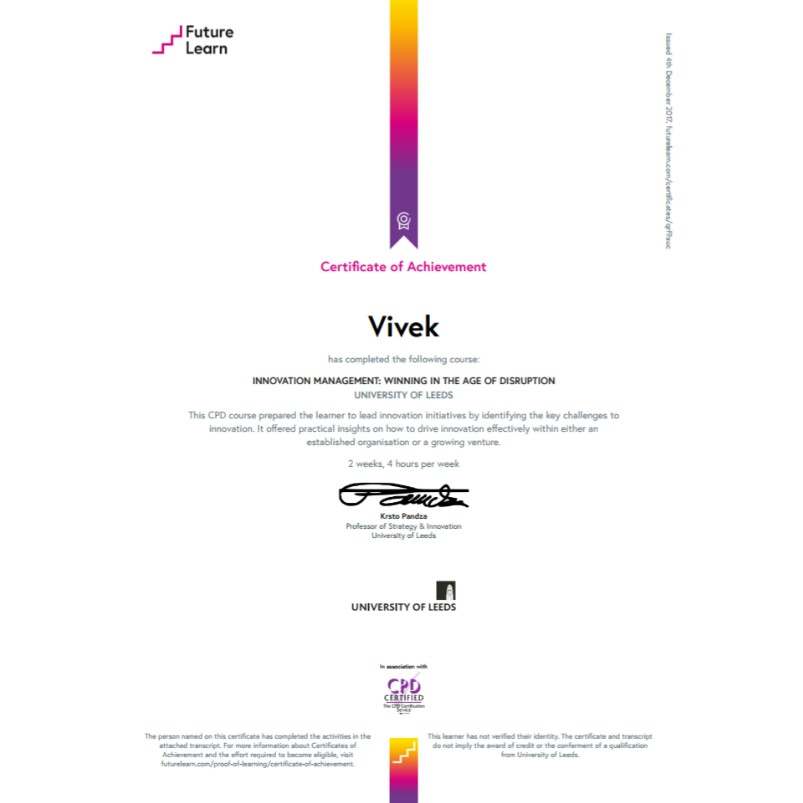 Future
Learn
Issued 4th December 2017. futurelearn.com/certificates/
Certificate of Achievement
Vivek
has completed the following course:
INNOVATION MANAGEMENT: WINNING IN THE AGE OF DISRUPTION
UNIVERSITY OF LEEDS
This CPD course prepared the learner to lead innovation initiatives by identifying the key challenges to
innovation. It offered practical insights on how to drive innovation effectively within either an
established organisation or a growing venture.
2 weeks, 4 hours per week
Krsto Pandza
Professor of Strategy & Innovation
University of Leeds
UNIVERSITY OF LEEDS
In association with
CPD
CERTIFIED
The CPD Certification
Service
The person named on this certificate has completed the activities in the
attached transcript. For more information about Certificates of
Achievement and the effort required to become eligible, visit
futurelearn.com/proof-of-learning/certificate-of-achievement.
This learner has not verified their identity. The certificate and transcript
do not imply the award of credit or the conferment of a qualification
from University of Leeds.